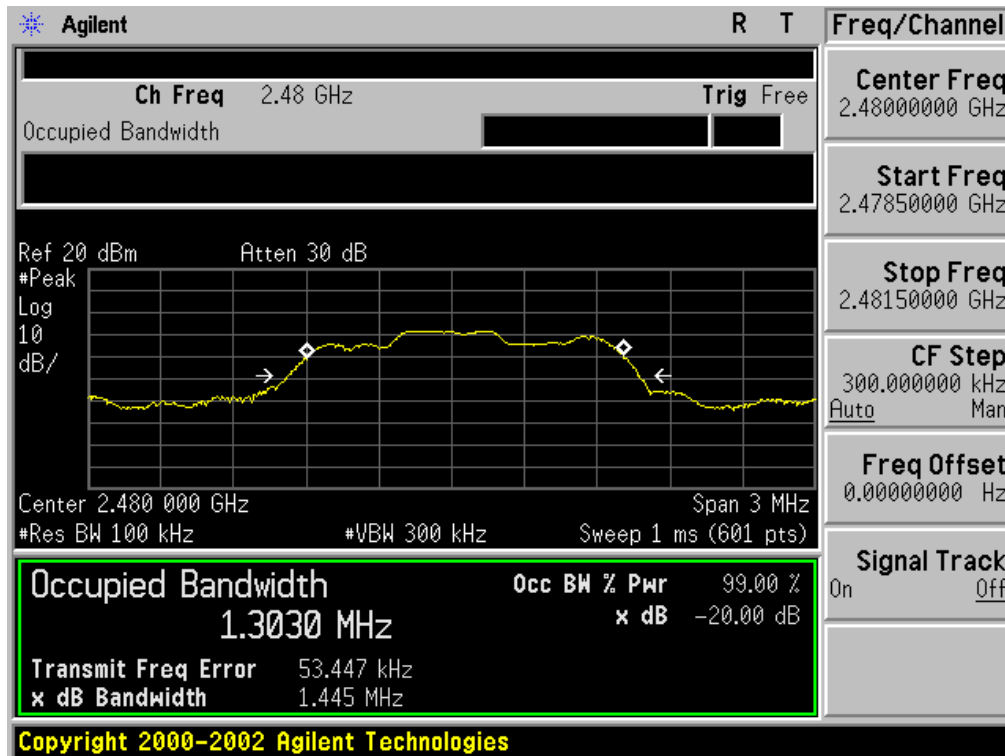 Agilent R T
Ch Freq 2.48 GHz Trig Free
Occupied Bandwidth
Ref 20 dBm Atten 30 dB
#Peak
Log
10
dB/
Center 2.480 000 GHz Span 3 MHz
#Res BW 100 kHz #VBW 300 kHz Sweep 1 ms (601 pts)
Occupied Bandwidth
1.3030 MHz
Occ BW % Pwr 99.00 %
x dB -20.00 dB
Transmit Freq Error 53.447 kHz
x dB Bandwidth 1.445 MHz
Copyright 2000-2002 Agilent Technologies
Freq/Channel
Center Freq
2.48000000 GHz
Start Freq
2.47850000 GHz
Stop Freq
2.48150000 GHz
CF Step
300.000000 kHz
Auto Man
Freq Offset
0.00000000 Hz
Signal Track
On Off